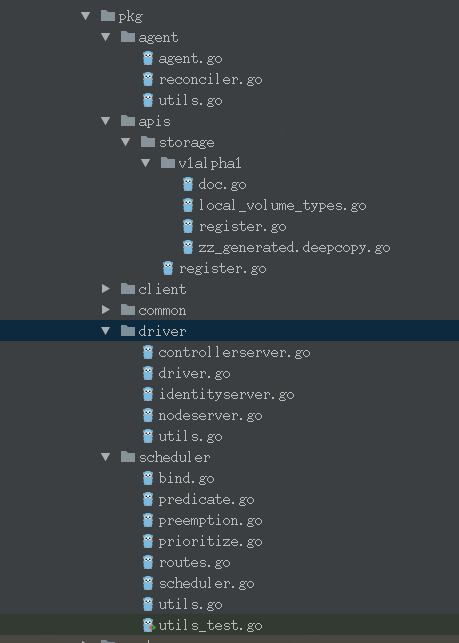 pkg
agent
agent.go
reconciler.go
utils.go
apis
storage
v1alpha1
doc.go
local_volume_types.go
register.go
zz_generated.deepcopy.go
register.go
client
common
driver
controllerserver.go
driver.go
identityserver.go
nodeserver.go
utils.go
scheduler
bind.go
predicate.go
preemption.go
prioritize.go
routes.go
scheduler.go
utils.go
utils_test.go